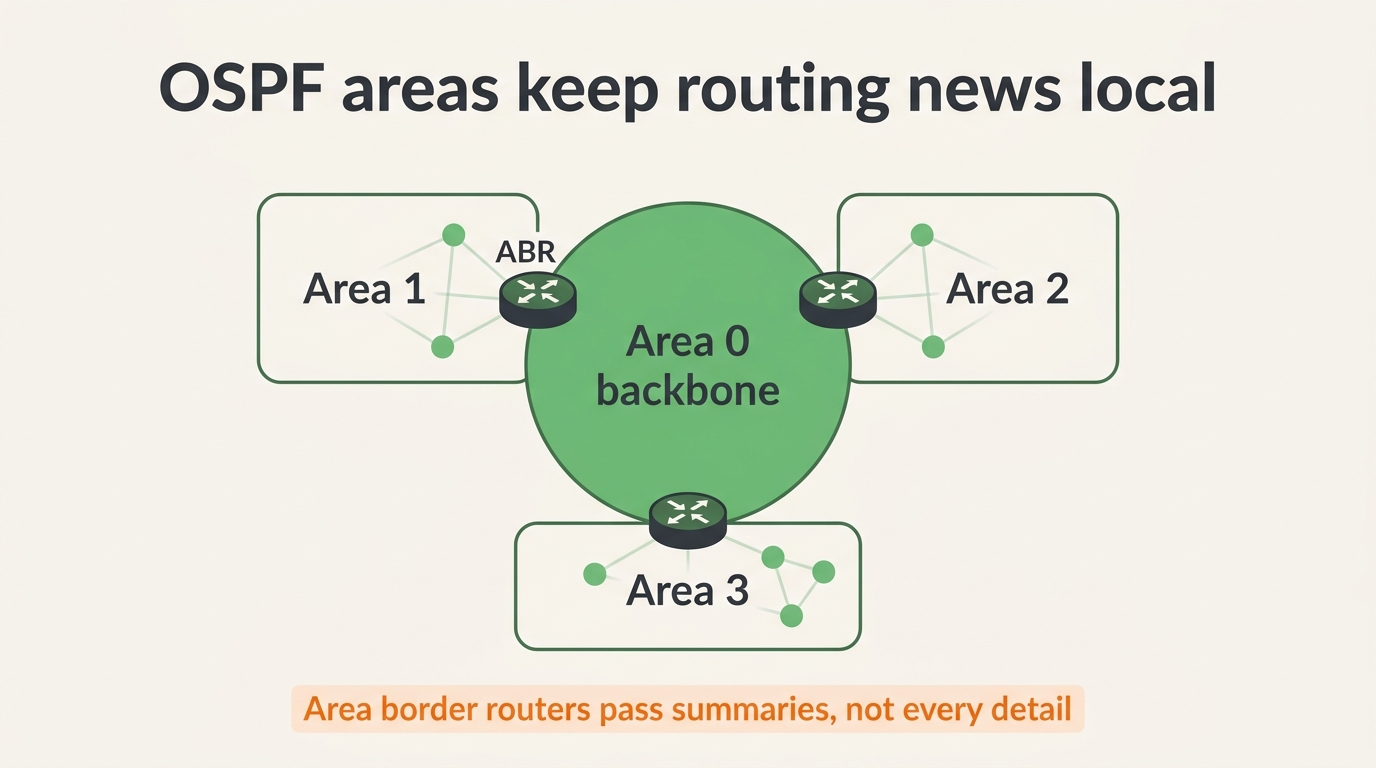 OSPF areas keep routing news local
ABR
Area 1
Area 2
Area 0
backbone
Area 3
Area border routers pass summaries, not every detail